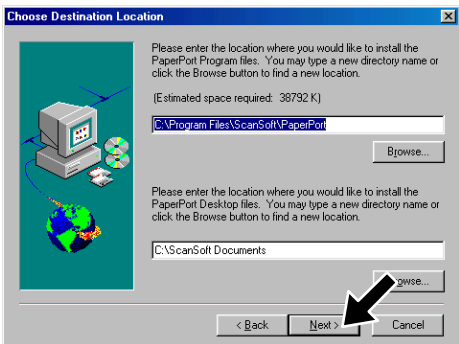 Choose Destination Location
Please enter the location where you would like to install the
PaperPort Program files. You may type a new directory name or
click the Browse button to find a new location.
(Estimated space required: 38792 K)
C:\Program Files\ScanSoft\PaperPort
Browse...
Please enter the location where you would like to install the
PaperPort Desktop files. You may type a new directory name or
click the Browse button to find a new location.
C:\ScanSoft Documents
owse...
< Back Next > Cancel